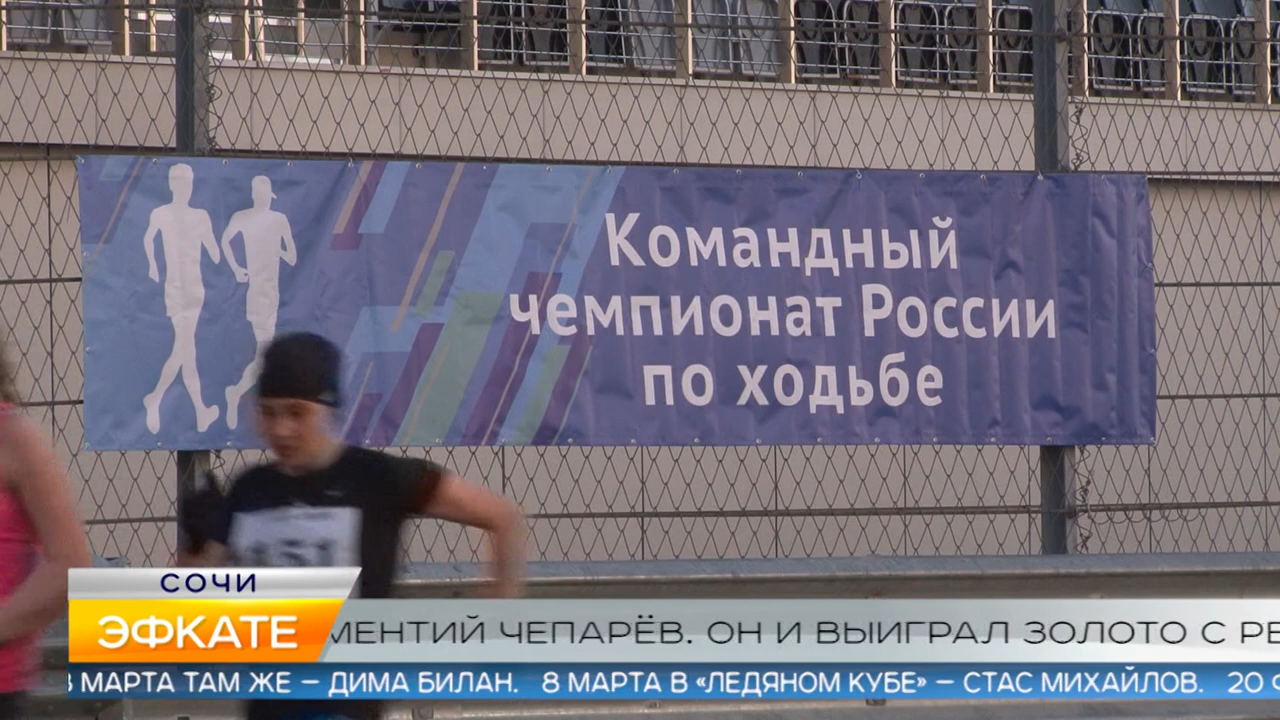 Командный
чемпионат России
по ходьбе
151
СОЧИ
ЭФКАТЕ
МЕНТИЙ ЧЕПАРЁВ. ОН И ВЫИГРАЛ ЗОЛОТО С РЕ
МАРТА ТАМ ЖЕ – ДИМА БИЛАН. 8 МАРТА В «ЛЕДЯНОМ КУБЕ» – СТАС МИХАЙЛОВ. 20